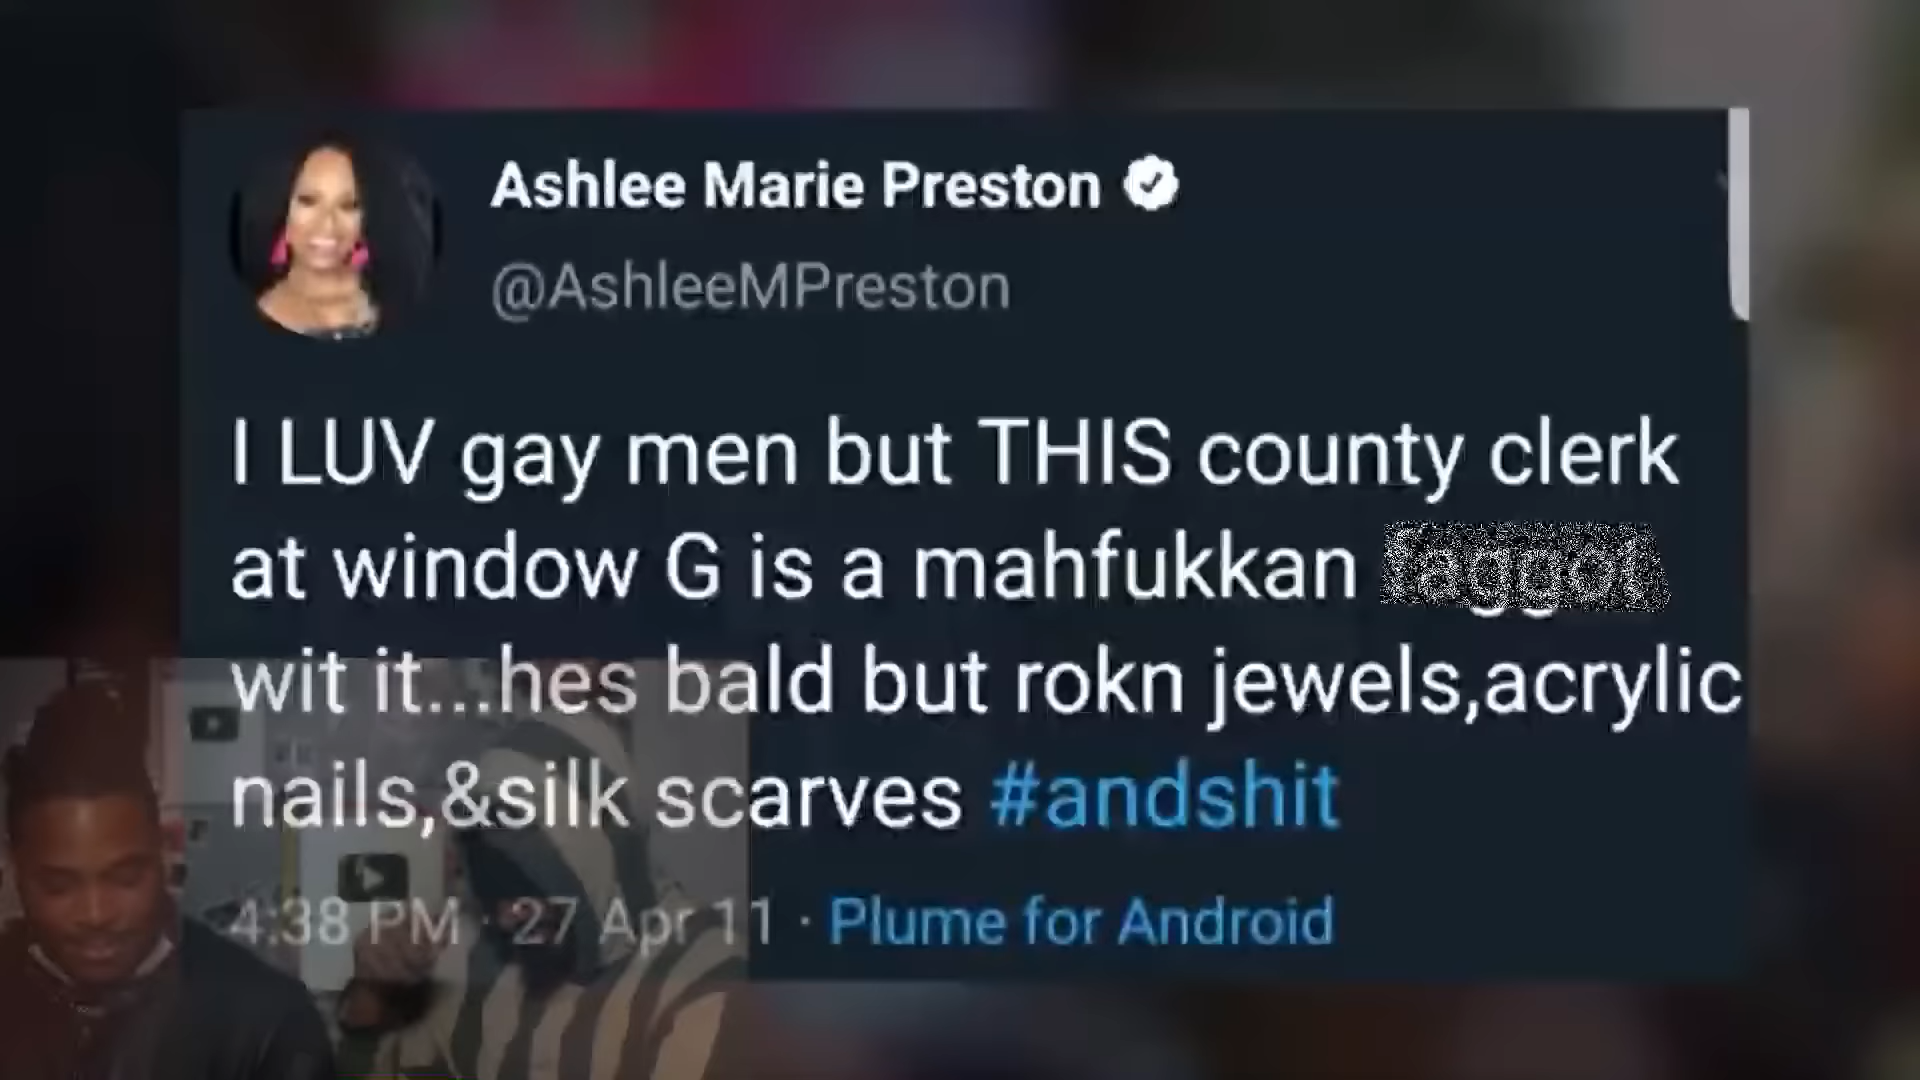 Ashlee Marie Preston
@AshleeMPreston
I LUV gay men but THIS county clerk
at window G is a mahfukkan faggot
wit it...hes bald but rokn jewels,acrylic
nails,&silk scarves #andshit
4:38 PM · 27 Apr 11 · Plume for Android